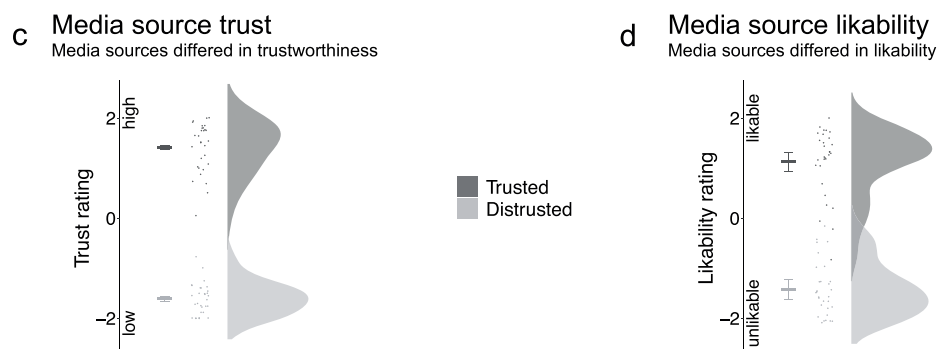 c
Media source trust
Media sources differed in trustworthiness
Trust rating
high
2
0
−2
low
Trusted
Distrusted
d
Media source likability
Media sources differed in likability
Likability rating
likable
2
0
−2
unlikable